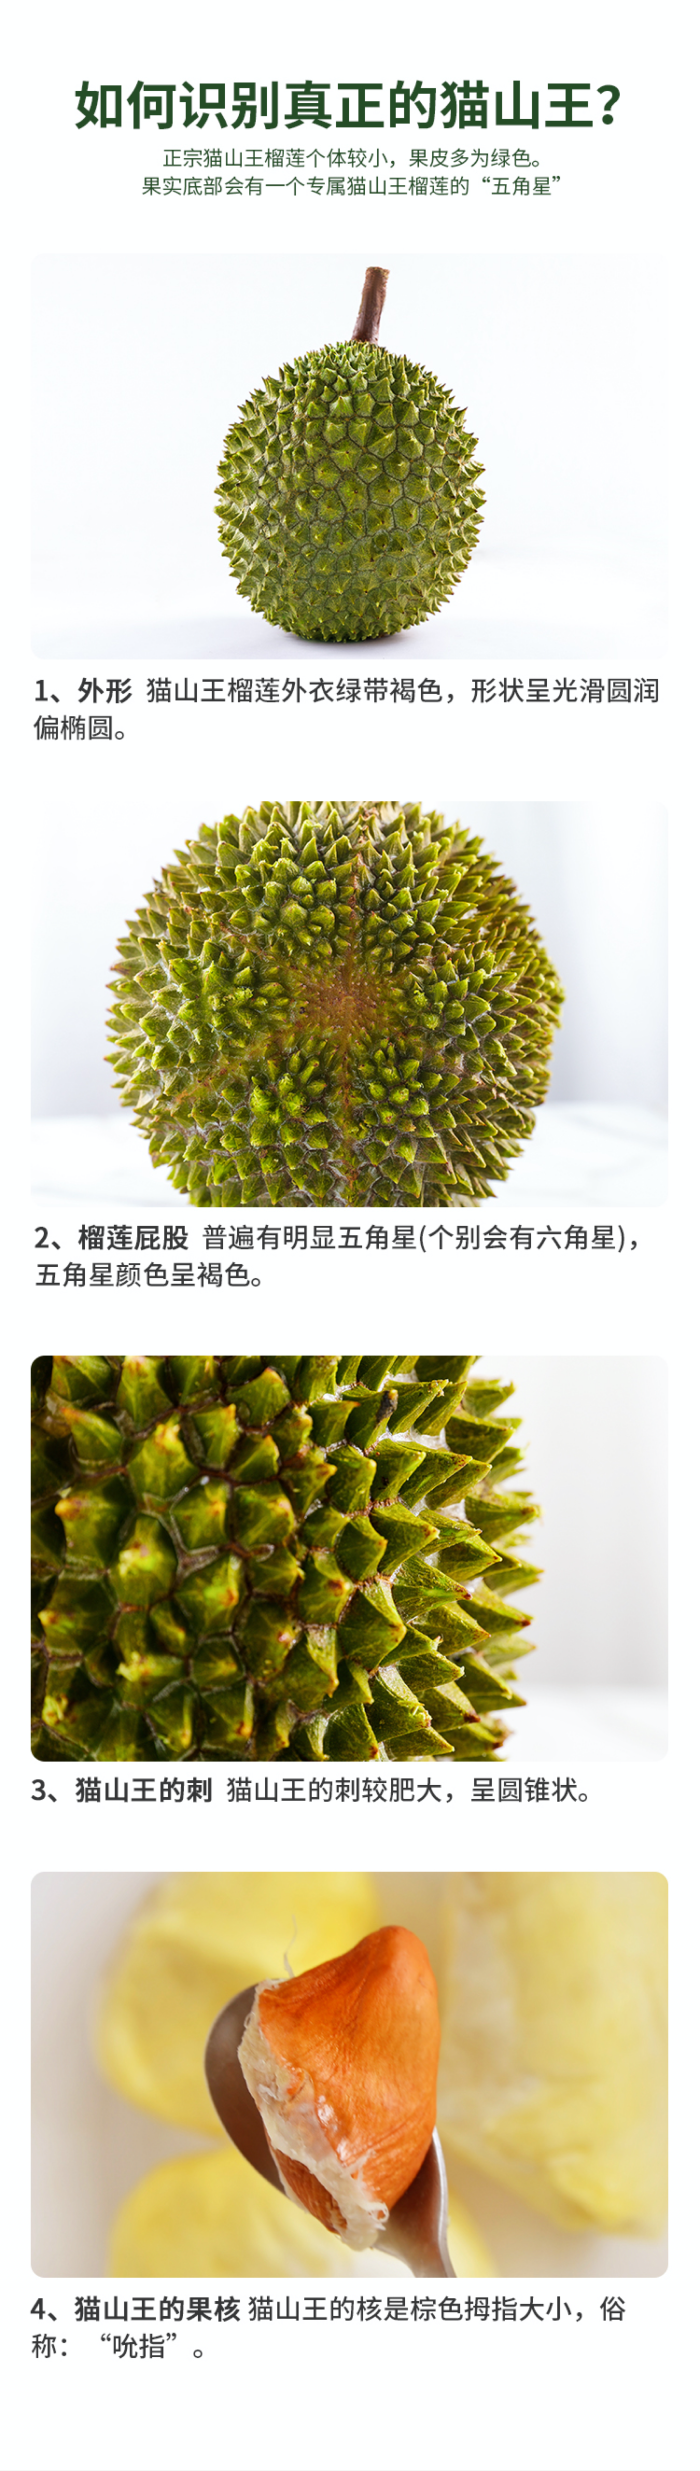 如何识别真正的猫山王?
正宗猫山王榴莲个体较小，果皮多为绿色。
果实底部会有一个专属猫山王榴莲的“五角星”
1、外形 猫山王榴莲外衣绿带褐色，形状呈光滑圆润
偏椭圆。
2、榴莲屁股 普遍有明显五角星(个别会有六角星)，
五角星颜色呈褐色。
3、猫山王的刺 猫山王的刺较肥大，呈圆锥状。
4、猫山王的果核 猫山王的核是棕色拇指大小，俗
称：“吮指”。